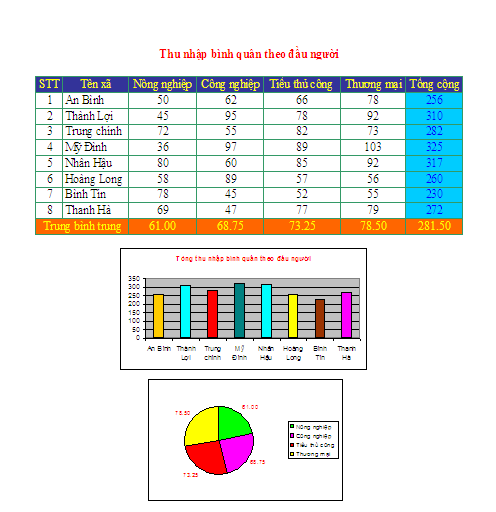 Thu nhập bình quân theo đầu người
STT Tên xã Nông nghiệp Công nghiệp Tiểu thủ công Thương mại Tổng cộng
1 An Bình 50 62 66 78 256
2 Thành Lợi 45 95 78 92 310
3 Trung chinh 72 55 82 73 282
4 Mỹ Đình 36 97 89 103 325
5 Nhân Hậu 80 60 85 92 317
6 Hoàng Long 58 89 57 56 260
7 Bình Tín 78 45 52 55 230
8 Thanh Hà 69 47 77 79 272
Trung bình trung 61.00 68.75 73.25 78.50 281.50
Tổng thu nhập bình quân theo đầu người
350
300
250
200
150
100
50
0
An Bình Thành Lợi Trung chinh Mỹ Đình Nhân Hậu Hoàng Long Bình Tín Thanh Hà
78.50 61.00
73.25 68.75
Nông nghiệp
Công nghiệp
Tiểu thủ công
Thương mại